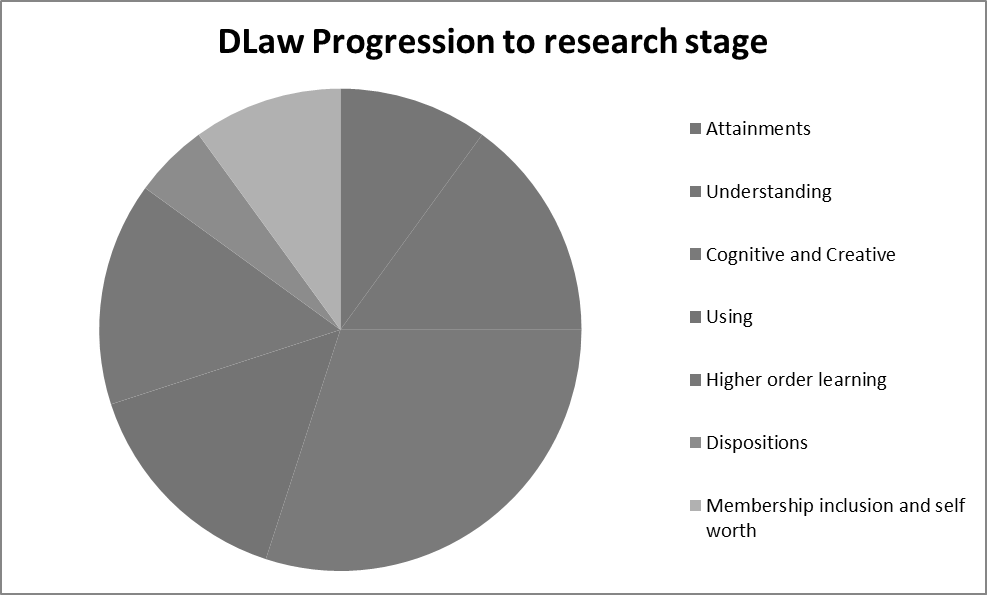 DLaw Progression to research stage
Attainments
Understanding
Cognitive and Creative
Using
Higher order learning
Dispositions
Membership inclusion and self
worth